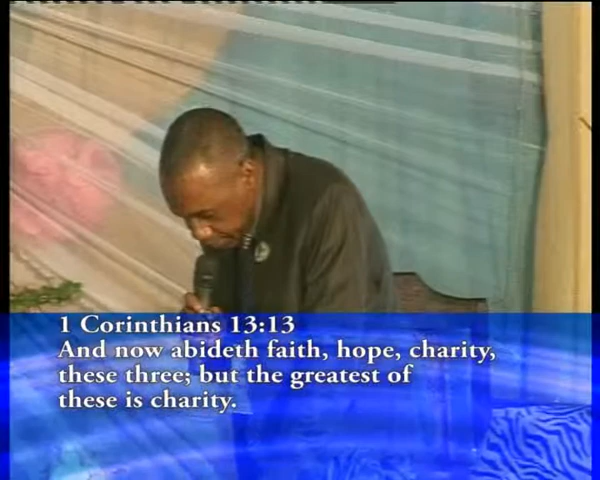 1 Corinthians 13:13
And now abideth faith, hope, charity,
these three; but the greatest of
these is charity.